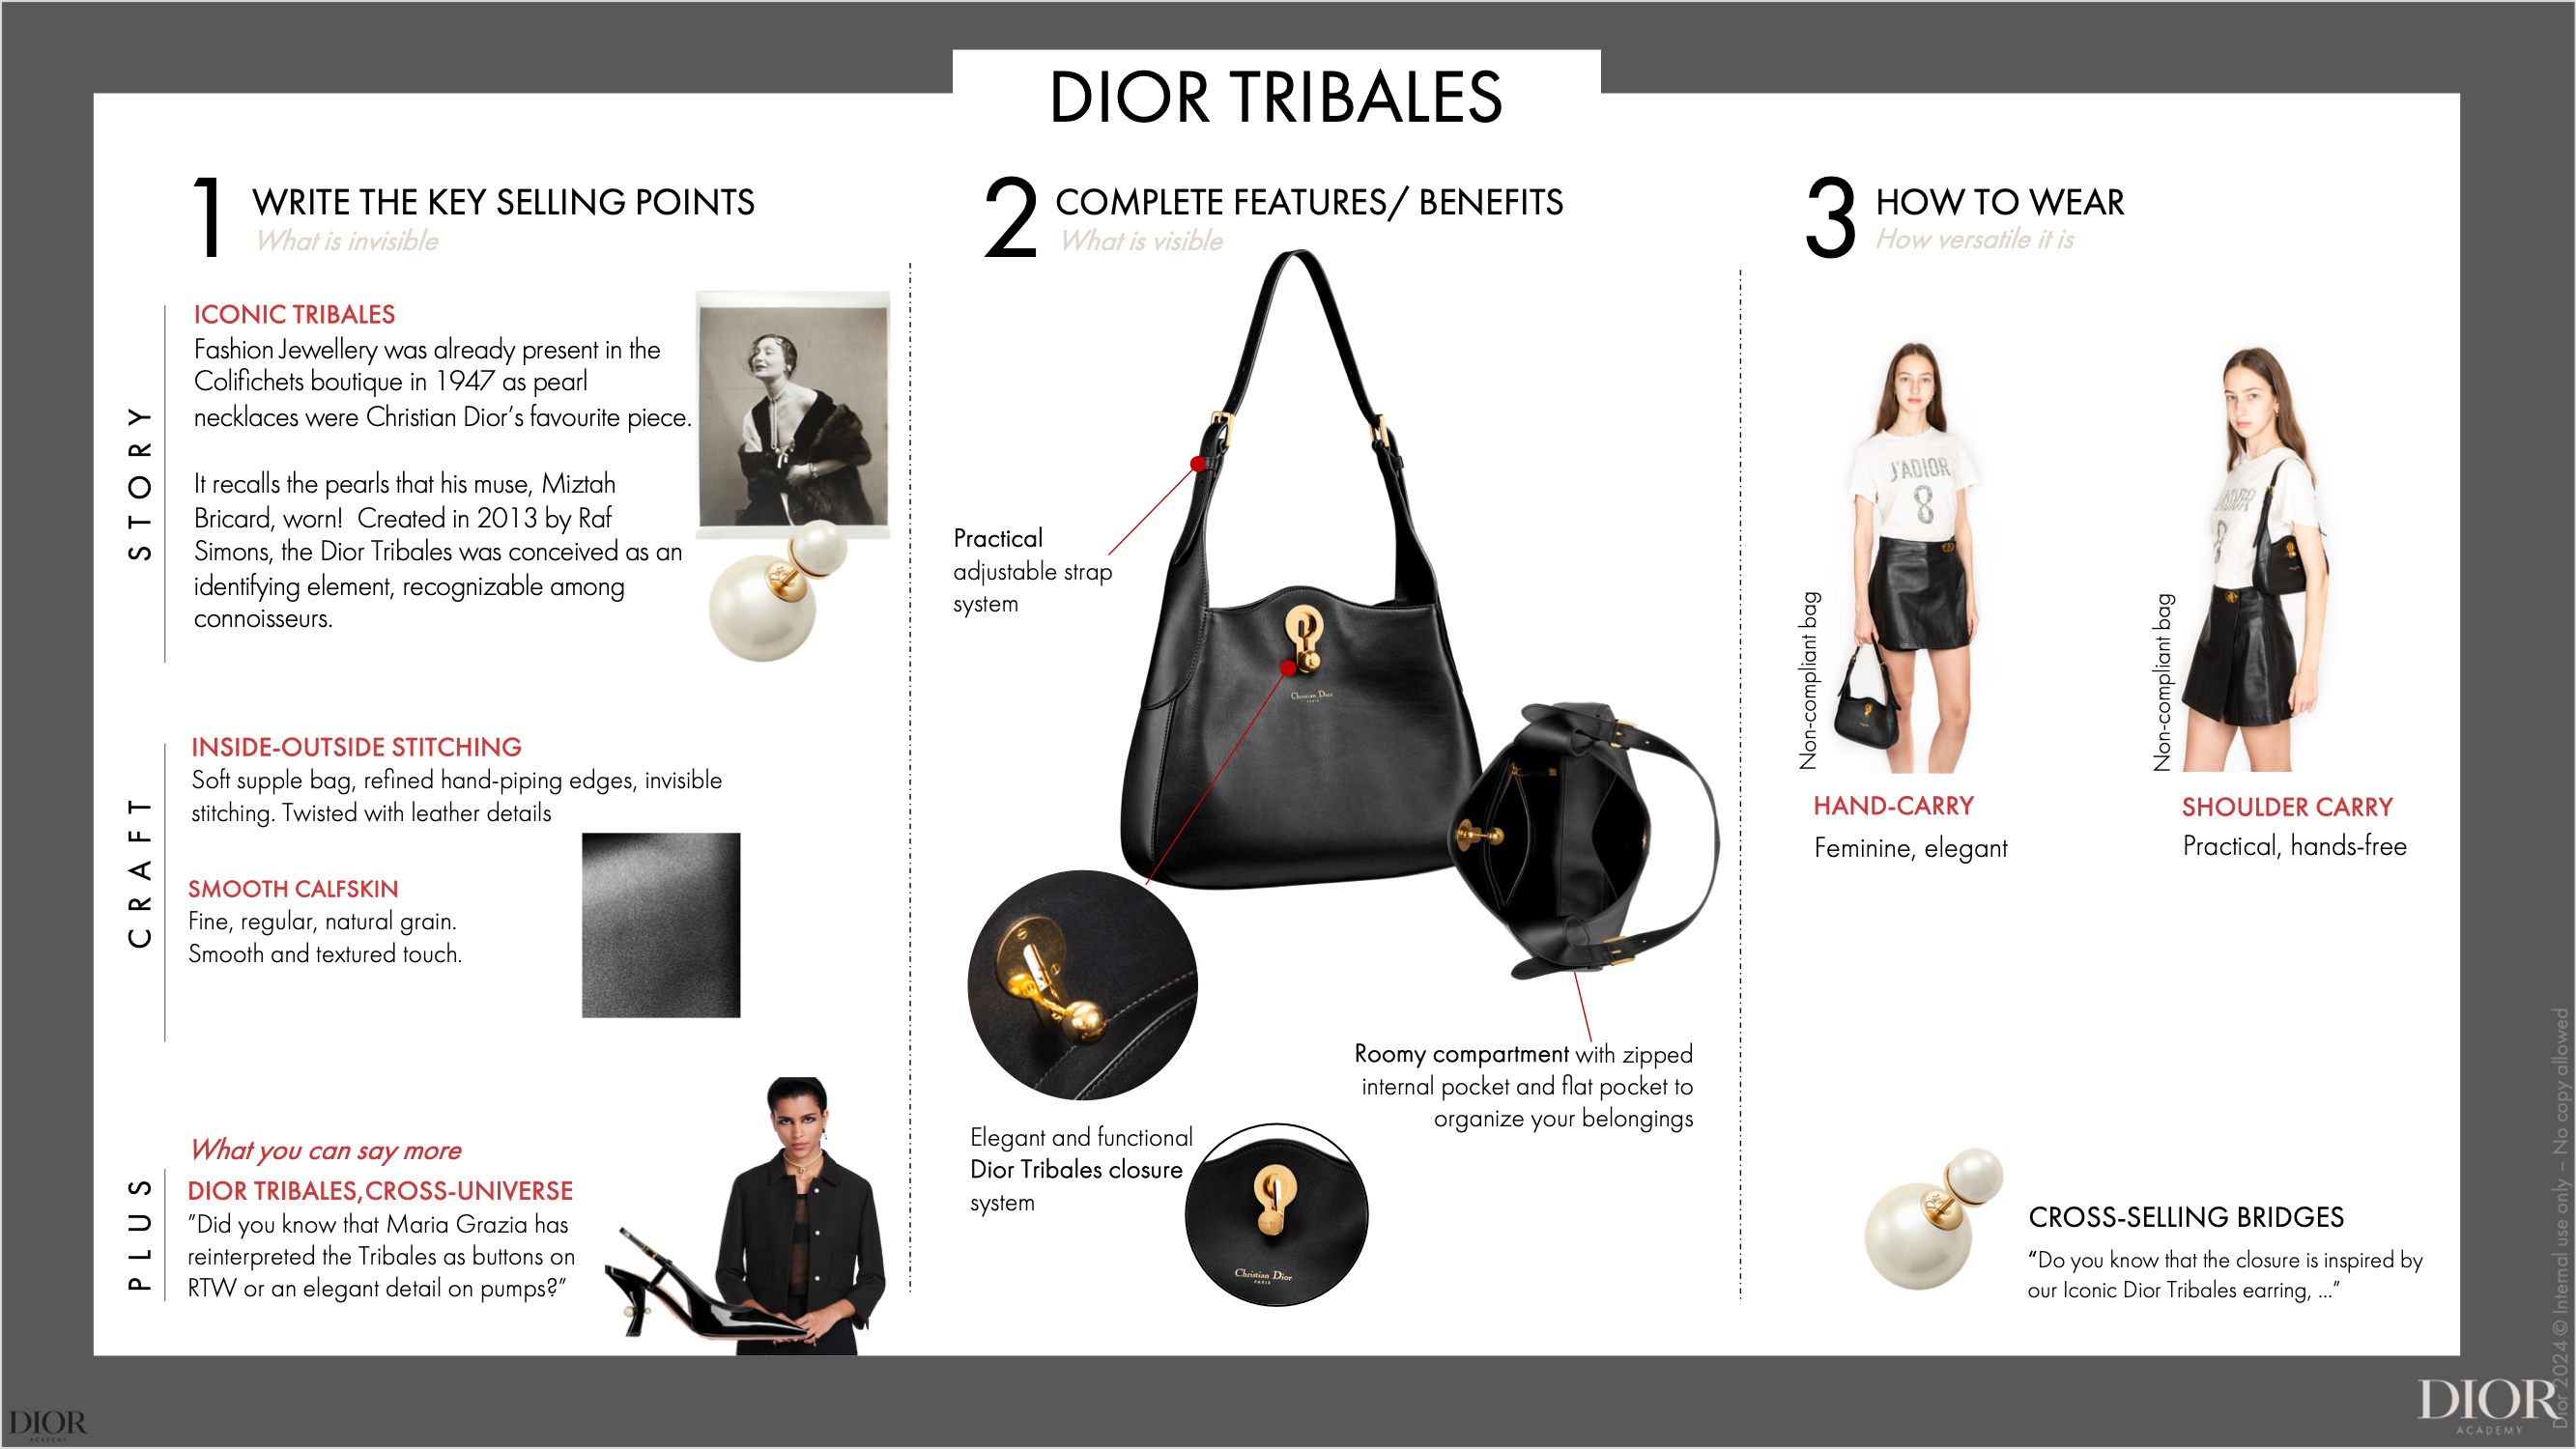 DIOR TRIBALES
1 WRITE THE KEY SELLING POINTS
What is invisible
STORY
ICONIC TRIBALES
Fashion Jewellery was already present in the
Colifichets boutique in 1947 as pearl
necklaces were Christian Dior's favourite piece.
It recalls the pearls that his muse, Miztah
Bricard, worn! Created in 2013 by Raf
Simons, the Dior Tribales was conceived as an
identifying element, recognizable among
connoisseurs.
CRAFT
INSIDE-OUTSIDE STITCHING
Soft supple bag, refined hand-piping edges, invisible
stitching. Twisted with leather details
SMOOTH CALFSKIN
Fine, regular, natural grain.
Smooth and textured touch.
PLUS
What you can say more
DIOR TRIBALES, CROSS-UNIVERSE
"Did you know that Maria Grazia has
reinterpreted the Tribales as buttons on
RTW or an elegant detail on pumps?"
2 COMPLETE FEATURES/ BENEFITS
What is visible
Practical
adjustable strap
system
Christian Dior
PARIS
Roomy compartment with zipped
internal pocket and flat pocket to
organize your belongings
Elegant and functional
Dior Tribales closure
system
Christian Dior
PARIS
3 HOW TO WEAR
How versatile it is
J'ADIOR
8
Non-compliant bag
HAND-CARRY
Feminine, elegant
J'ADIOR
8
Non-compliant bag
SHOULDER CARRY
Practical, hands-free
CROSS-SELLING BRIDGES
"Do you know that the closure is inspired by
our Iconic Dior Tribales earring, ..."
Dior 2024 © Internal use only – No copy allowed
DIOR
ACADEMY
DIOR
ACADEMY